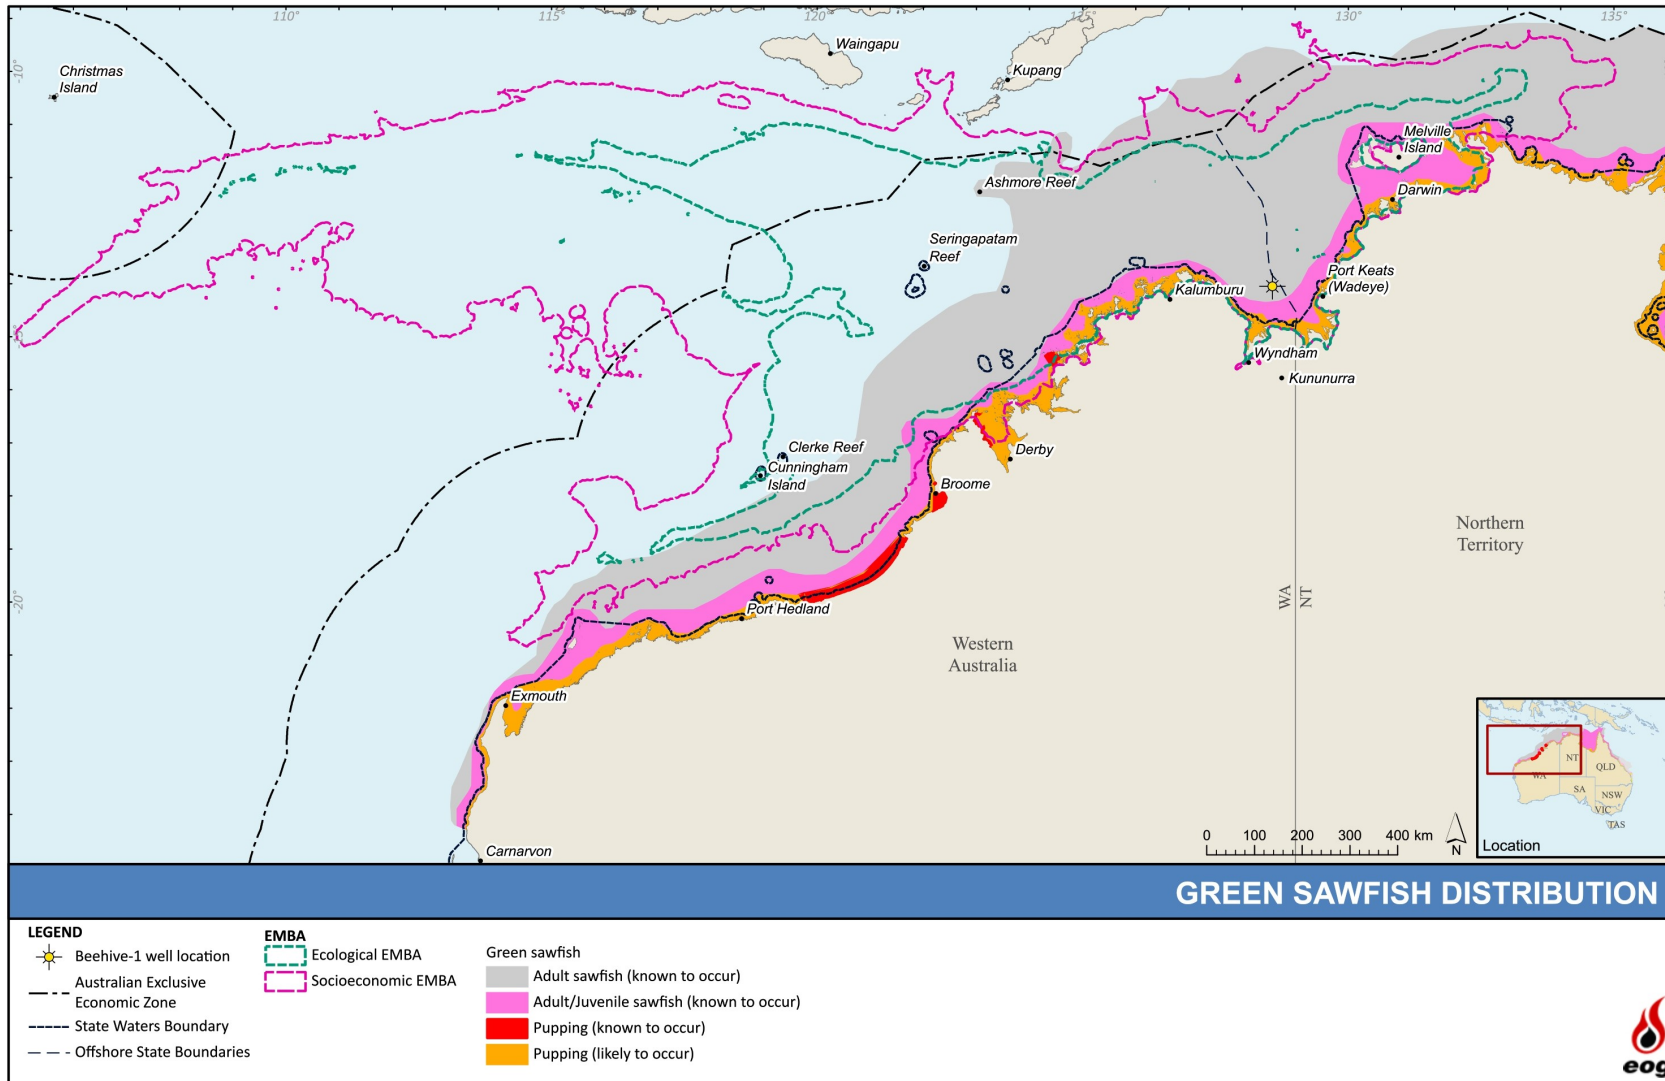 110°
115°
120°
125°
130°
135°
-10°
-20°
Christmas
Island
Waingapu
Kupang
Ashmore Reef
Melville
Island
Darwin
Seringapatam
Reef
Port Keats
(Wadeye)
Kalumburu
Wyndham
Kununurra
Derby
Clerke Reef
Cunningham
Island
Broome
Northern
Territory
WA
NT
Port Hedland
Western
Australia
Exmouth
Carnarvon
0 100 200 300 400 km
N
WA
NT
QLD
SA
NSW
VIC
TAS
Location
GREEN SAWFISH DISTRIBUTION
LEGEND
Beehive-1 well location
Australian Exclusive
Economic Zone
State Waters Boundary
Offshore State Boundaries
EMBA
Ecological EMBA
Socioeconomic EMBA
Green sawfish
Adult sawfish (known to occur)
Adult/Juvenile sawfish (known to occur)
Pupping (known to occur)
Pupping (likely to occur)
eog